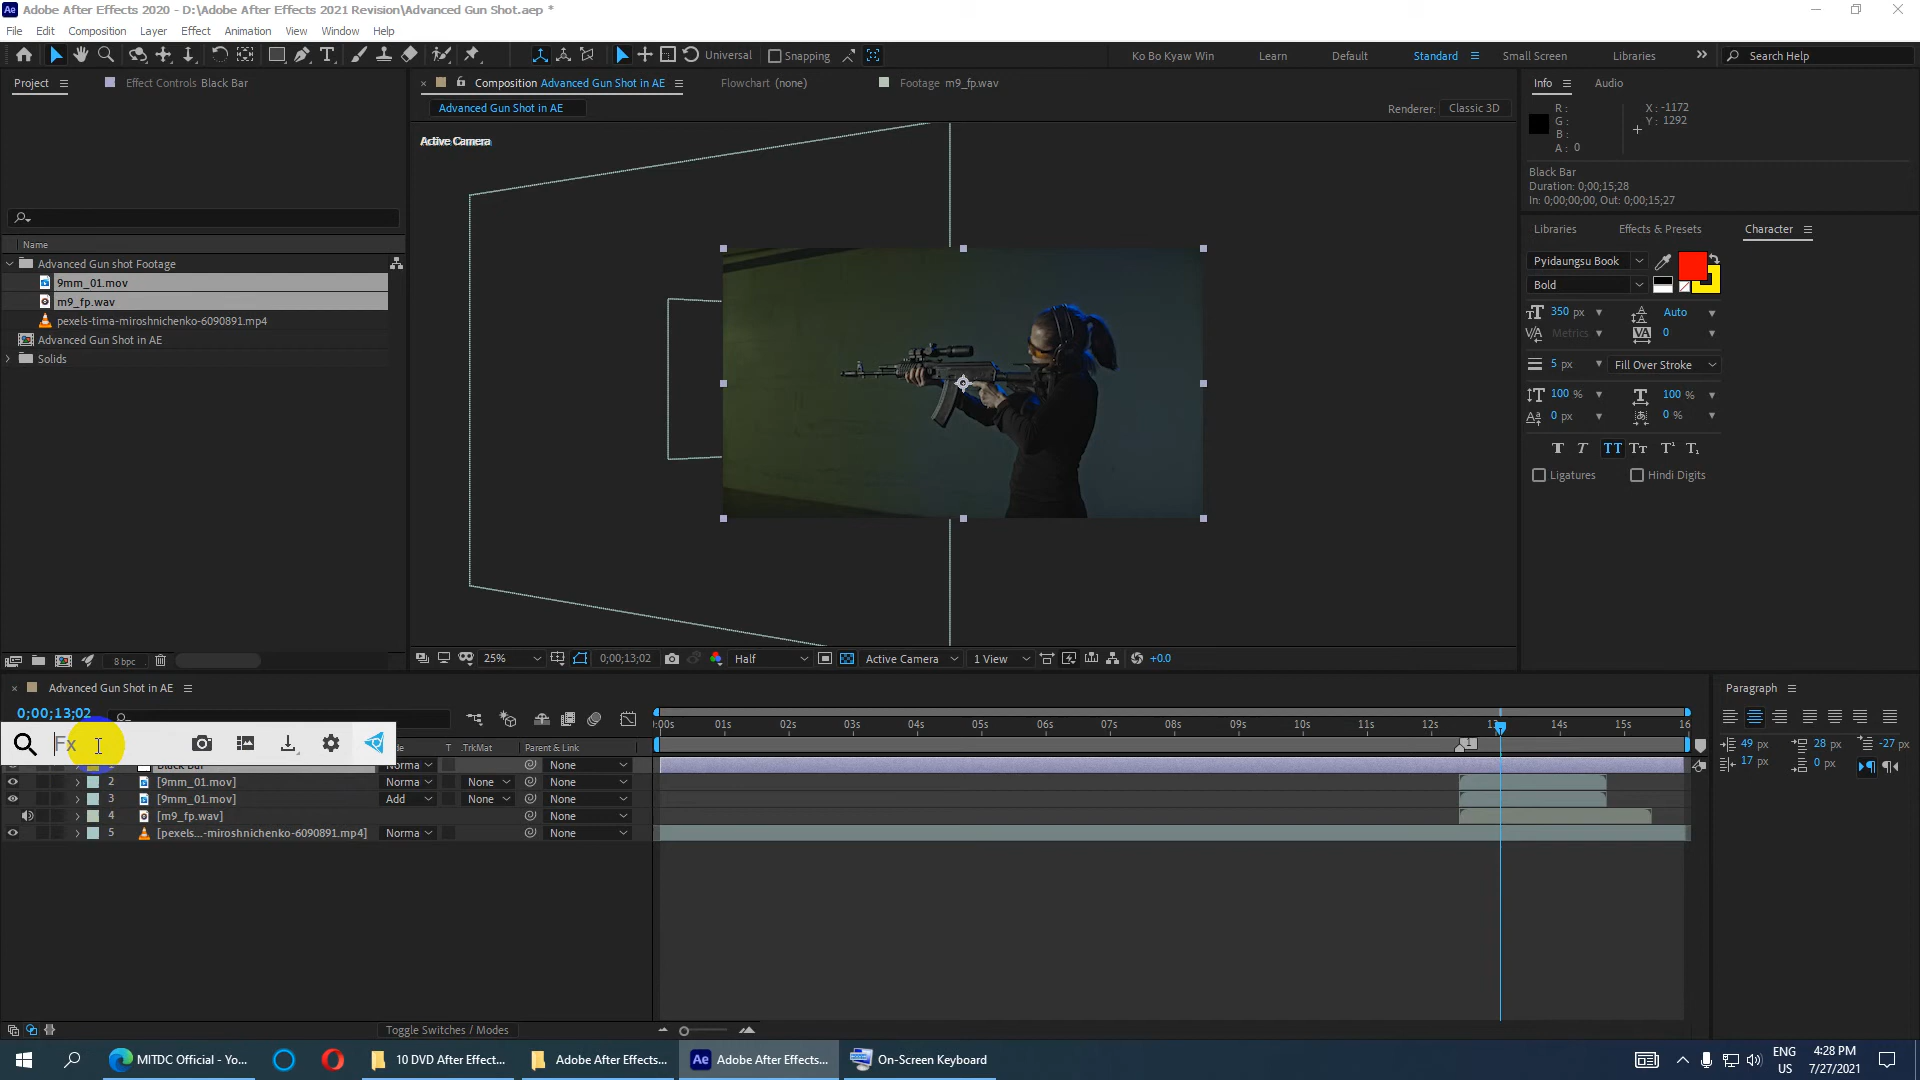 Adobe After Effects 2020 - D:\Adobe After Effects 2021 Revision\Advanced Gun Shot.aep *
File Edit Composition Layer Effect Animation View Window Help
Universal Snapping Ko Bo Kyaw Win Learn Default Standard Small Screen Libraries Search Help
Project Effect Controls Black Bar
Composition Advanced Gun Shot in AE Flowchart (none) Footage m9_fp.wav
Info Audio
Advanced Gun Shot in AE Renderer: Classic 3D
Active Camera
R: X: -1172
G: Y: 1292
B:
A: 0
Black Bar
Duration: 0;00;15;28
In: 0;00;00;00, Out: 0;00;15;27
Libraries Effects & Presets Character
Name
Advanced Gun shot Footage
9mm_01.mov
m9_fp.wav
pexels-tima-miroshnichenko-6090891.mp4
Advanced Gun Shot in AE
Solids
Pyidaungsu Book
Bold
350 px Auto
Metrics 0
5 px Fill Over Stroke
100 % 100 %
0 px 0 %
Ligatures Hindi Digits
8 bpc
25% 0;00;13;02 Half Active Camera 1 View +0.0
Advanced Gun Shot in AE
Paragraph
0;00;13;02
Fx
T TrkMat Parent & Link
:00s 01s 02s 03s 04s 05s 06s 07s 08s 09s 10s 11s 12s 13s 14s 15s 16
1
49 px 28 px -27 px
17 px 0 px
1 Black Bar Norma None
2 [9mm_01.mov] Norma None None
3 [9mm_01.mov] Add None None
4 [m9_fp.wav] None
5 [pexels...-miroshnichenko-6090891.mp4] Norma None
Toggle Switches / Modes
MITDC Official - Yo... 10 DVD After Effect... Adobe After Effects... Adobe After Effects... On-Screen Keyboard
ENG
US
4:28 PM
7/27/2021